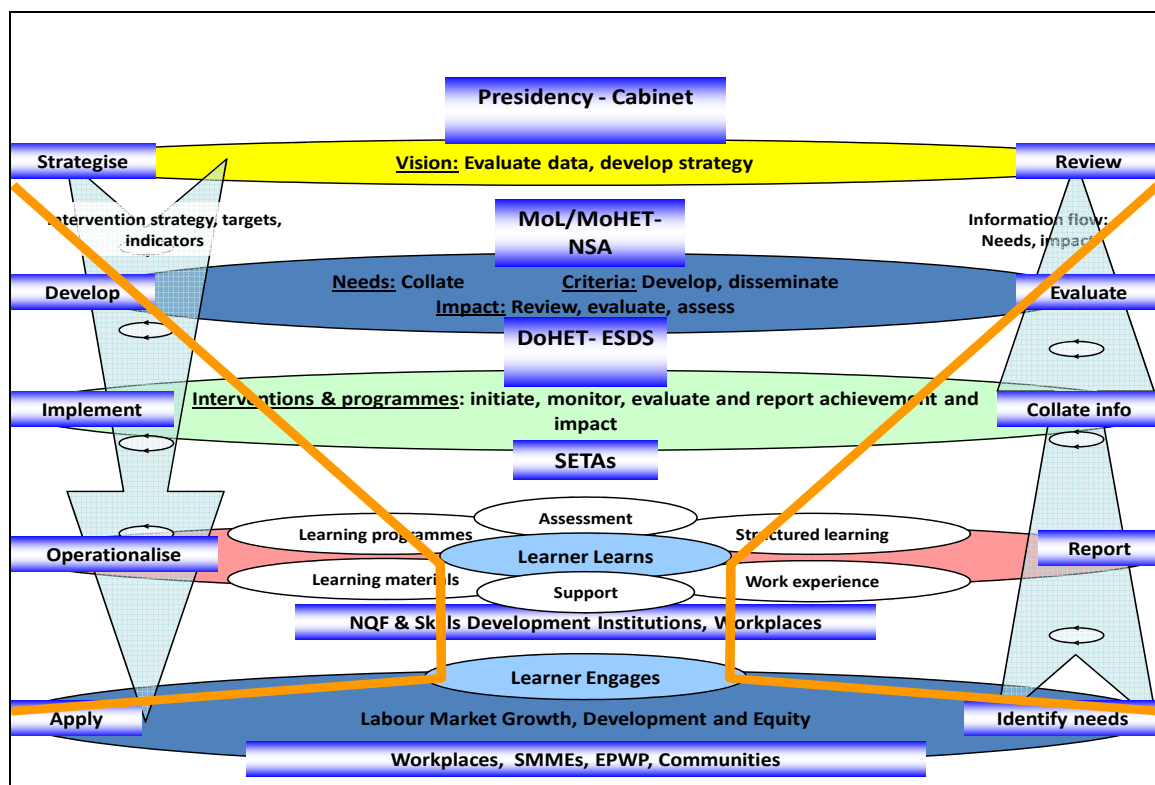 Presidency - Cabinet
Strategise
Vision: Evaluate data, develop strategy
Review
Intervention strategy, targets,
indicators
MoL/MoHET-
NSA
Information flow:
Needs, impact
Develop
Needs: Collate
Criteria: Develop, disseminate
Impact: Review, evaluate, assess
Evaluate
DoHET- ESDS
Implement
Interventions & programmes: initiate, monitor, evaluate and report achievement and
impact
Collate info
SETAs
Assessment
Learning programmes
Structured learning
Operationalise
Learner Learns
Report
Learning materials
Support
Work experience
NQF & Skills Development Institutions, Workplaces
Learner Engages
Apply
Labour Market Growth, Development and Equity
Identify needs
Workplaces, SMMEs, EPWP, Communities